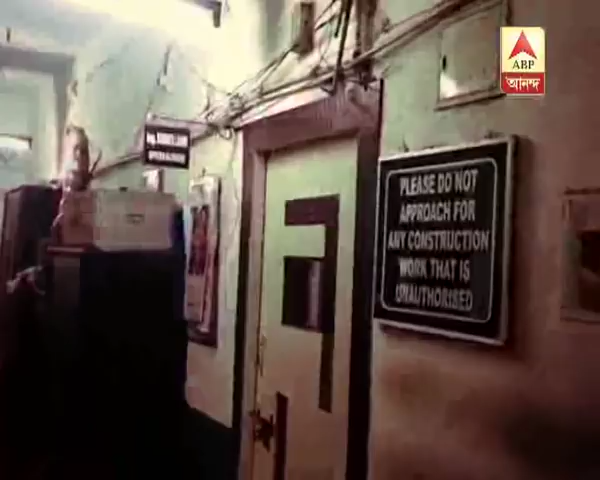 ABP
আনন্দ
PLEASE DO NOT
APPROACH FOR
ANY CONSTRUCTION
WORK THAT IS
UNAUTHORISED